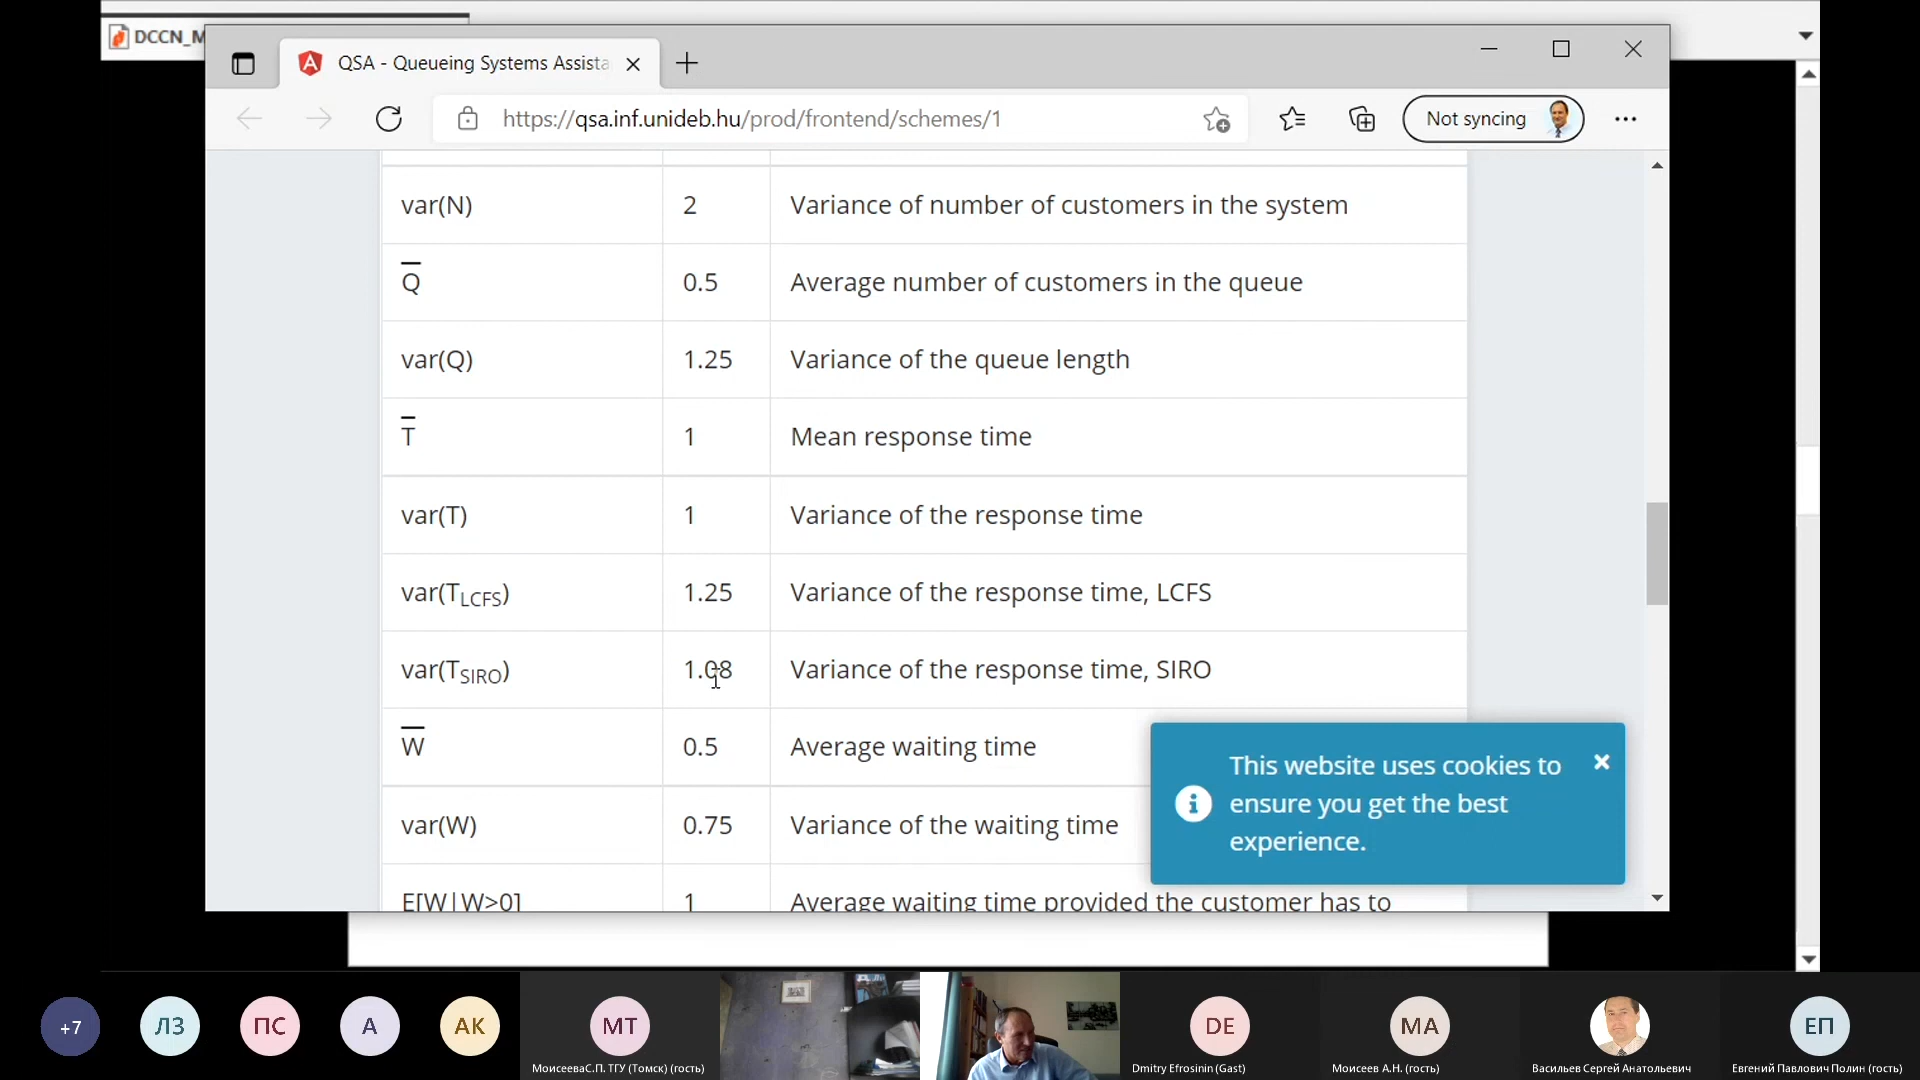 DCCN_M
QSA - Queueing Systems Assista
https://qsa.inf.unideb.hu/prod/frontend/schemes/1
Not syncing
var(N) 2 Variance of number of customers in the system
Q 0.5 Average number of customers in the queue
var(Q) 1.25 Variance of the queue length
T 1 Mean response time
var(T) 1 Variance of the response time
var(TLCFS) 1.25 Variance of the response time, LCFS
var(TSIRO) 1.08 Variance of the response time, SIRO
W 0.5 Average waiting time
var(W) 0.75 Variance of the waiting time
E[W|W>0] 1 Average waiting time provided the customer has to
This website uses cookies to
ensure you get the best
experience.
+7 ЛЗ ПС А АК МТ DE МА ЕП
МоисееваС.П. ТГУ (Томск) (гость)
Dmitry Efrosinin (Gast)
Моисеев А.Н. (гость)
Васильев Сергей Анатольевич
Евгений Павлович Полин (гость)